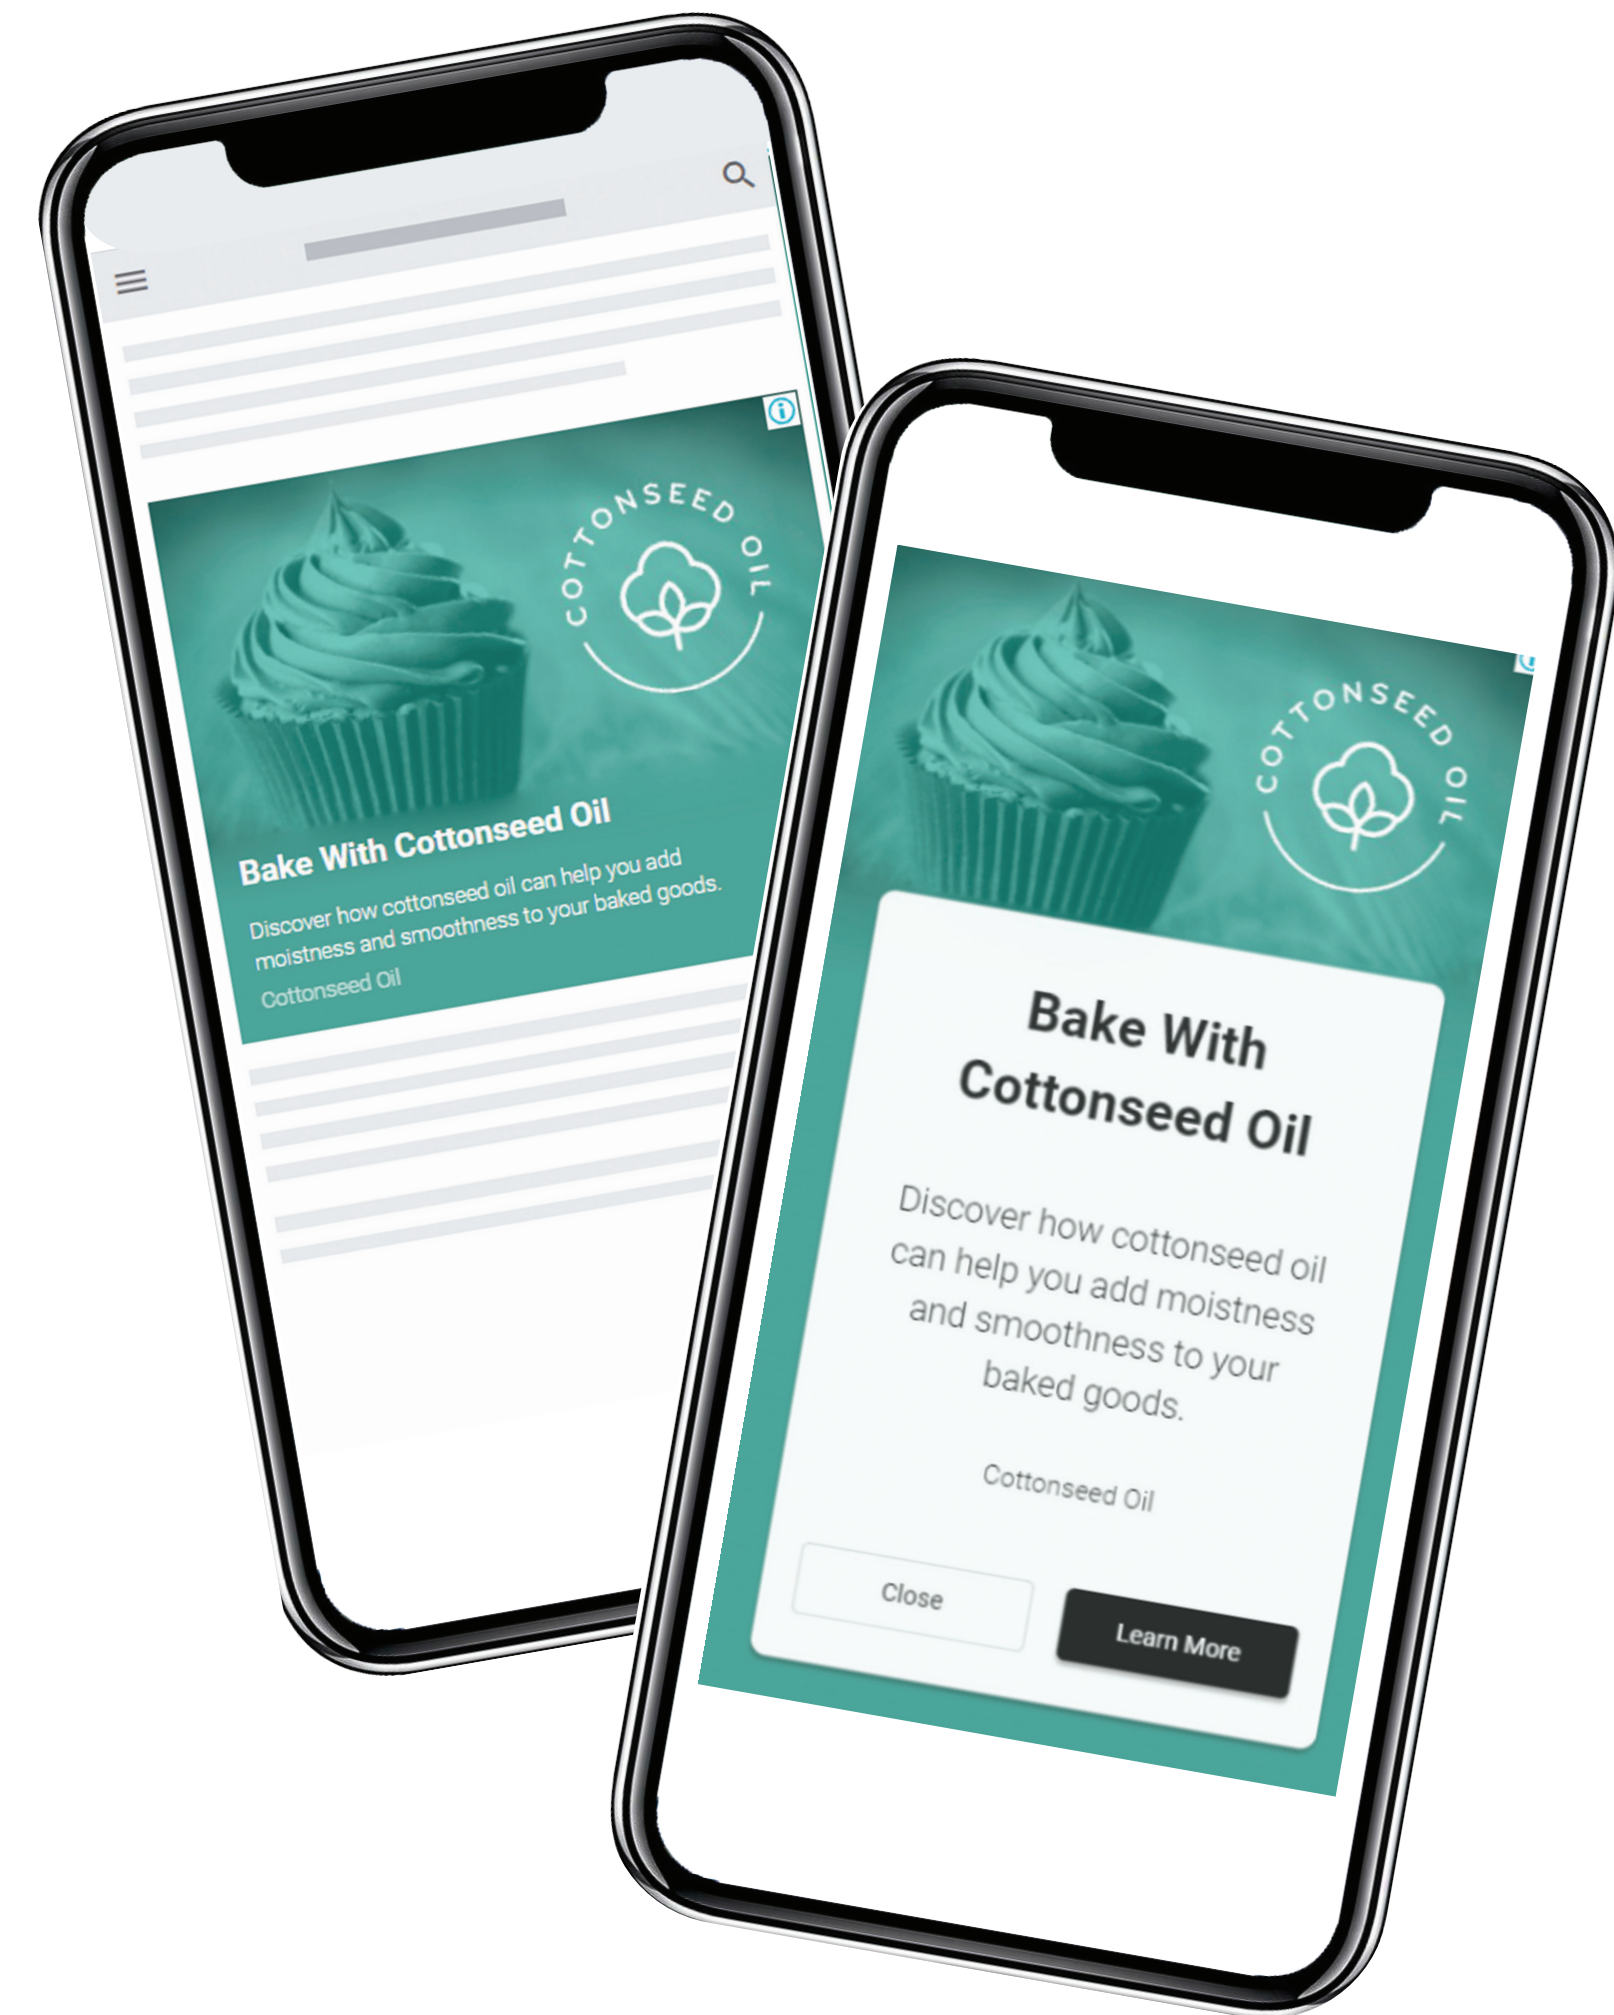 COTTONSEED OIL
Bake With Cottonseed Oil
Discover how cottonseed oil can help you add
moistness and smoothness to your baked goods.
Cottonseed Oil
COTTONSEED OIL
Bake With
Cottonseed Oil
Discover how cottonseed oil
can help you add moistness
and smoothness to your
baked goods.
Cottonseed Oil
Close
Learn More